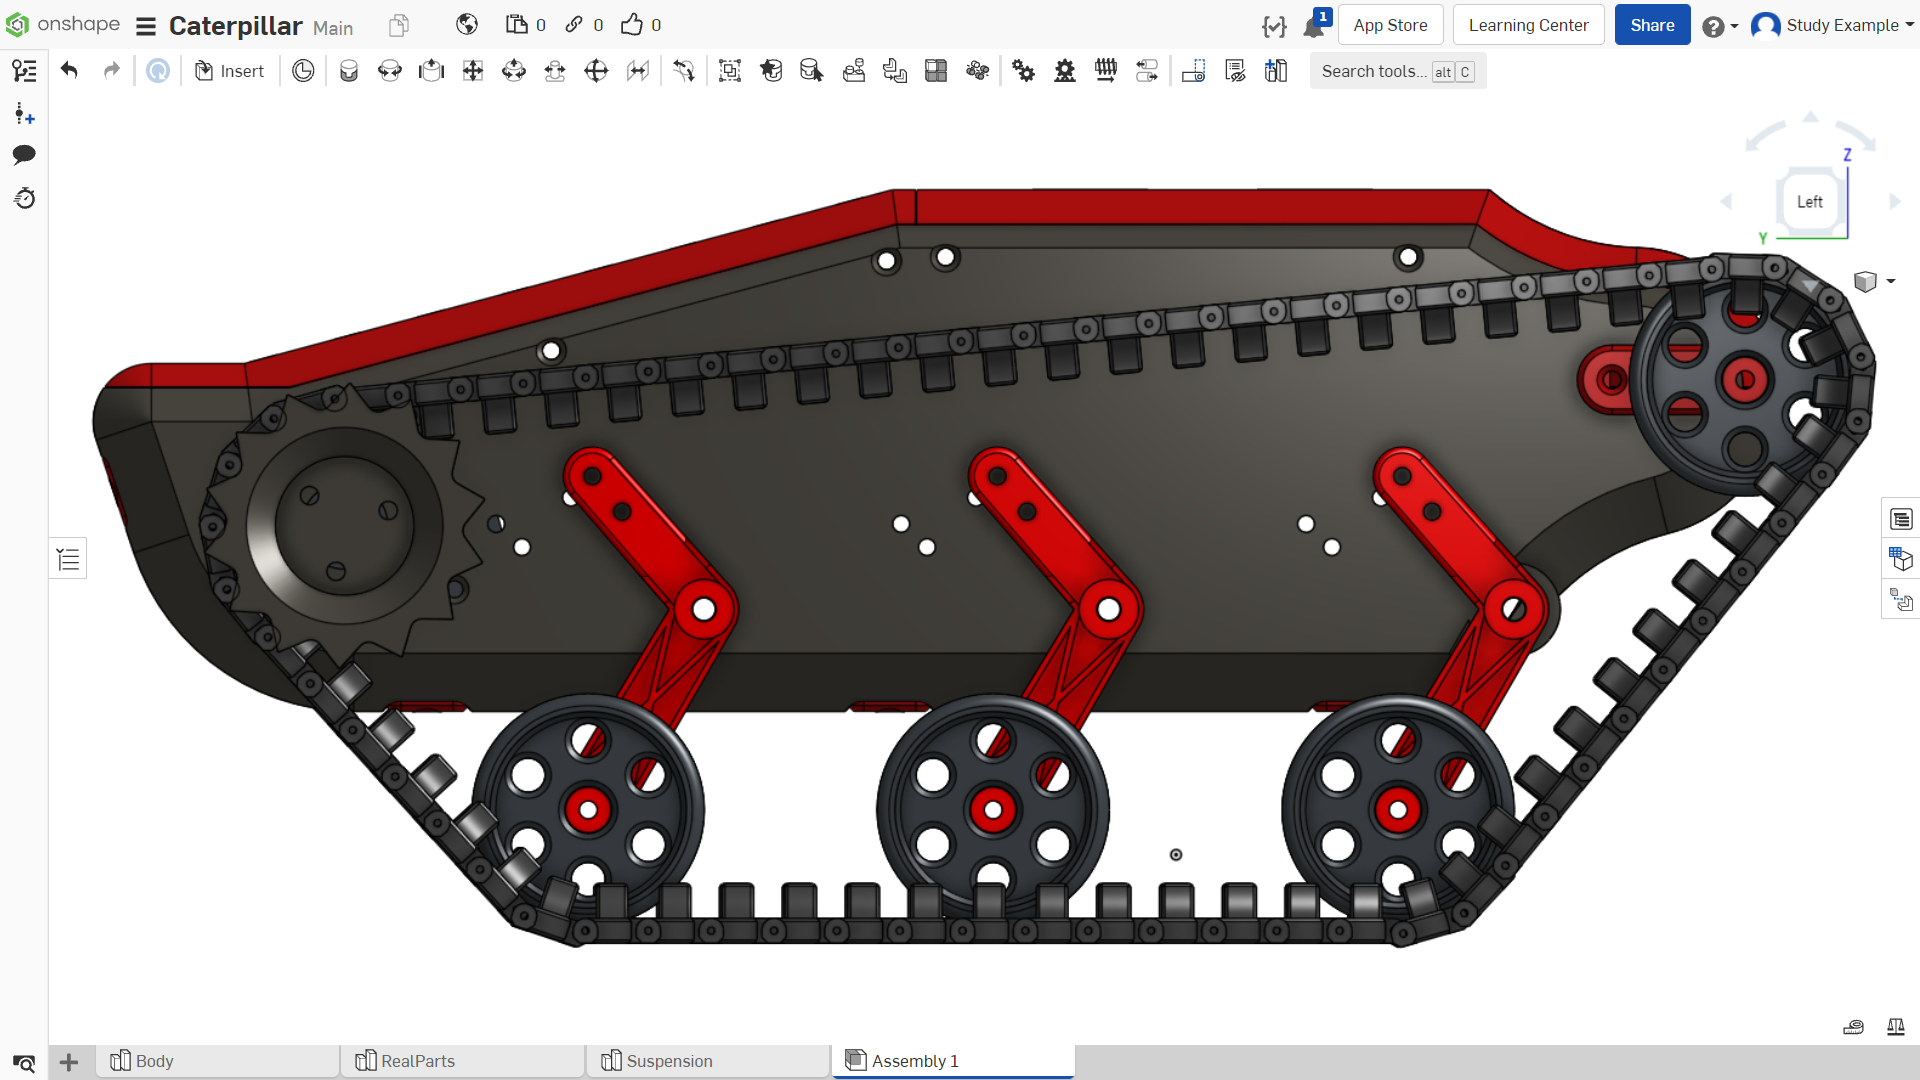 onshape Caterpillar Main 0 0 0 1 App Store Learning Center Share Study Example
Insert Search tools... alt C
Z
Left
Y
Body RealParts Suspension Assembly 1